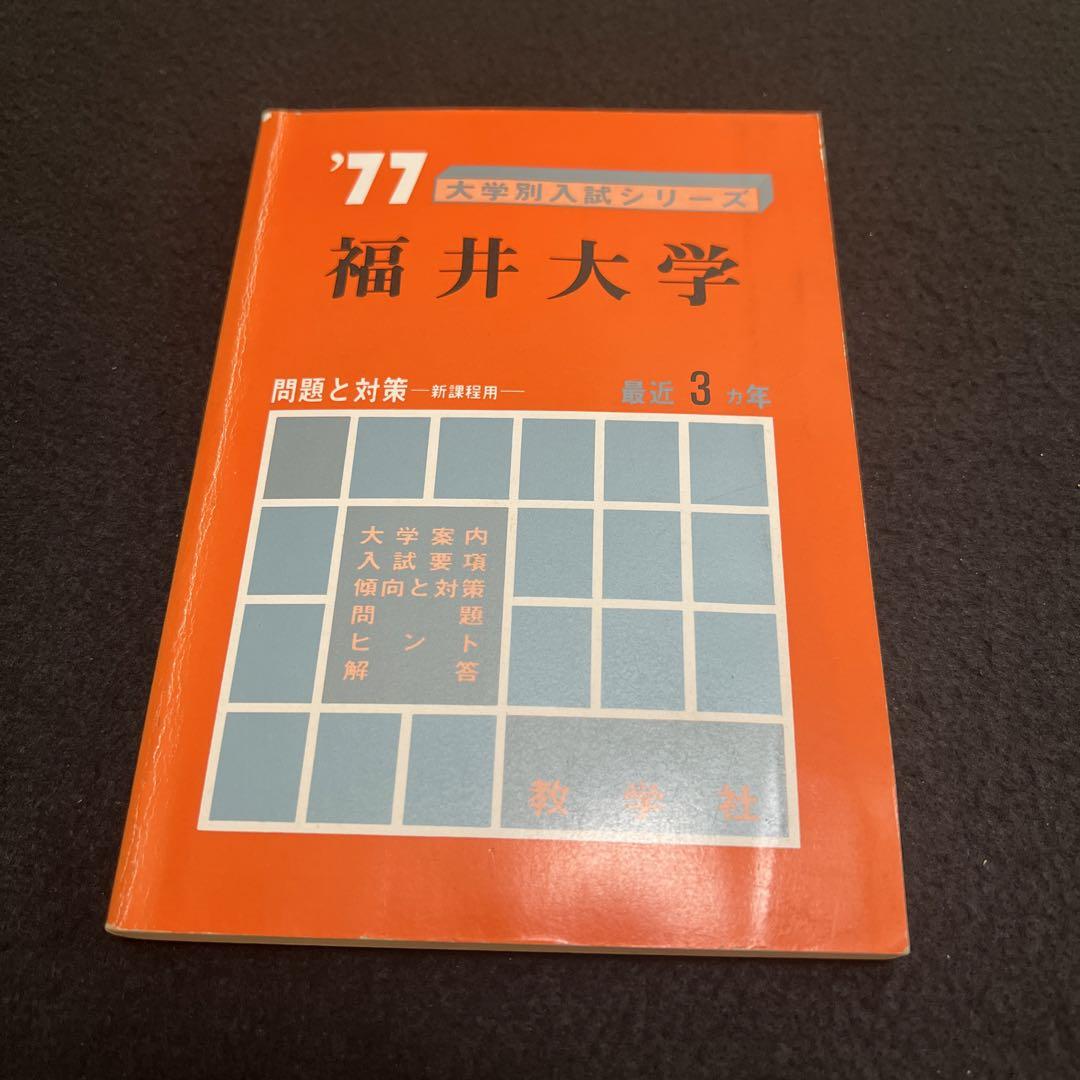 '77 大学別入試シリーズ
福井大学
問題と対策―新課程用― 最近3ヵ年
大学案内
入試要項
傾向と対策
問題
ヒント
解答
教学社